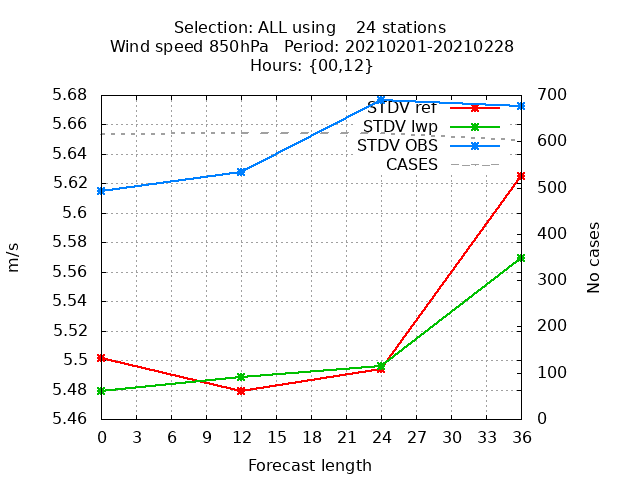 Selection: ALL using    24 stations
Wind speed 850hPa   Period: 20210201-20210228
Hours: {00,12}
5.68
5.66
5.64
5.62
5.6
5.58
5.56
5.54
5.52
5.5
5.48
5.46
m/s
STDV ref
STDV lwp
STDV OBS
CASES
700
600
500
400
300
200
100
0
No cases
0 3 6 9 12 15 18 21 24 27 30 33 36
Forecast length